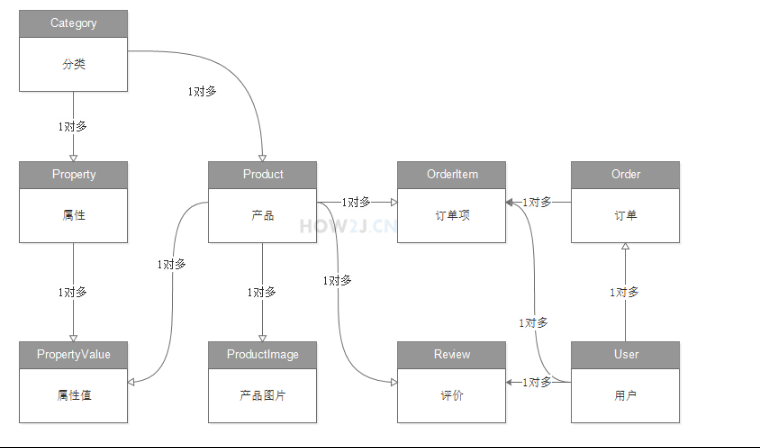 Category
分类
1对多
1对多
Property
属性
Product
产品
1对多
OrderItem
订单项
1对多
Order
订单
HOW2J.CN
1对多
1对多
1对多
1对多
1对多
1对多
PropertyValue
属性值
ProductImage
产品图片
Review
评价
1对多
User
用户